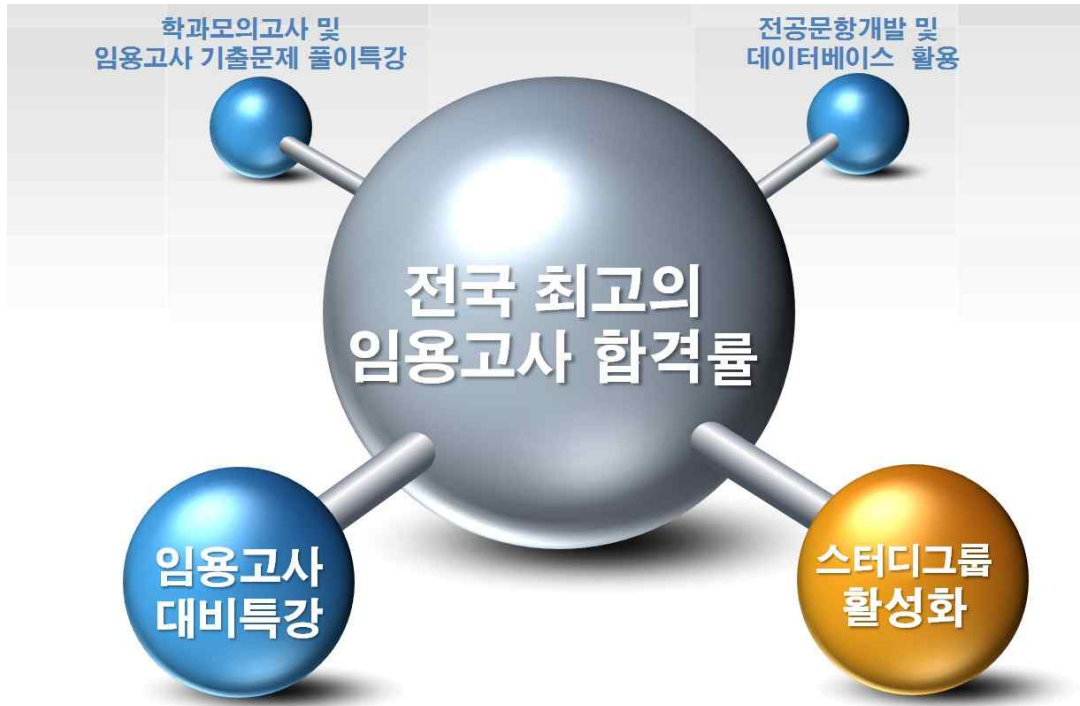 학과모의고사 및
임용고사 기출문제 풀이특강
전공문항개발 및
데이터베이스 활용
전국 최고의
임용고사 합격률
임용고사
대비특강
스터디그룹
활성화